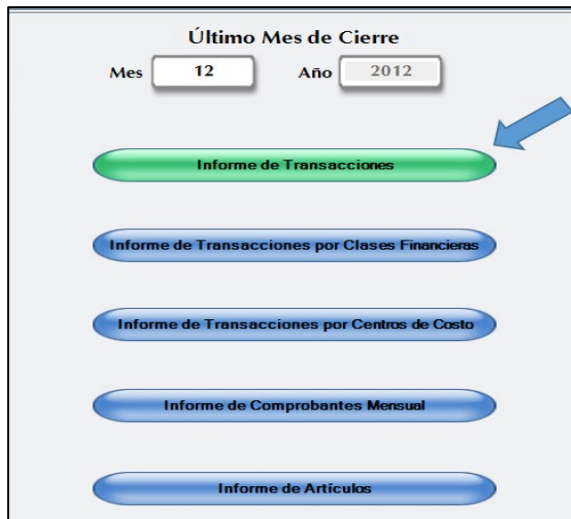 Último Mes de Cierre
Mes 12 Año 2012
Informe de Transacciones
Informe de Transacciones por Clases Financieras
Informe de Transacciones por Centros de Costo
Informe de Comprobantes Mensual
Informe de Artículos